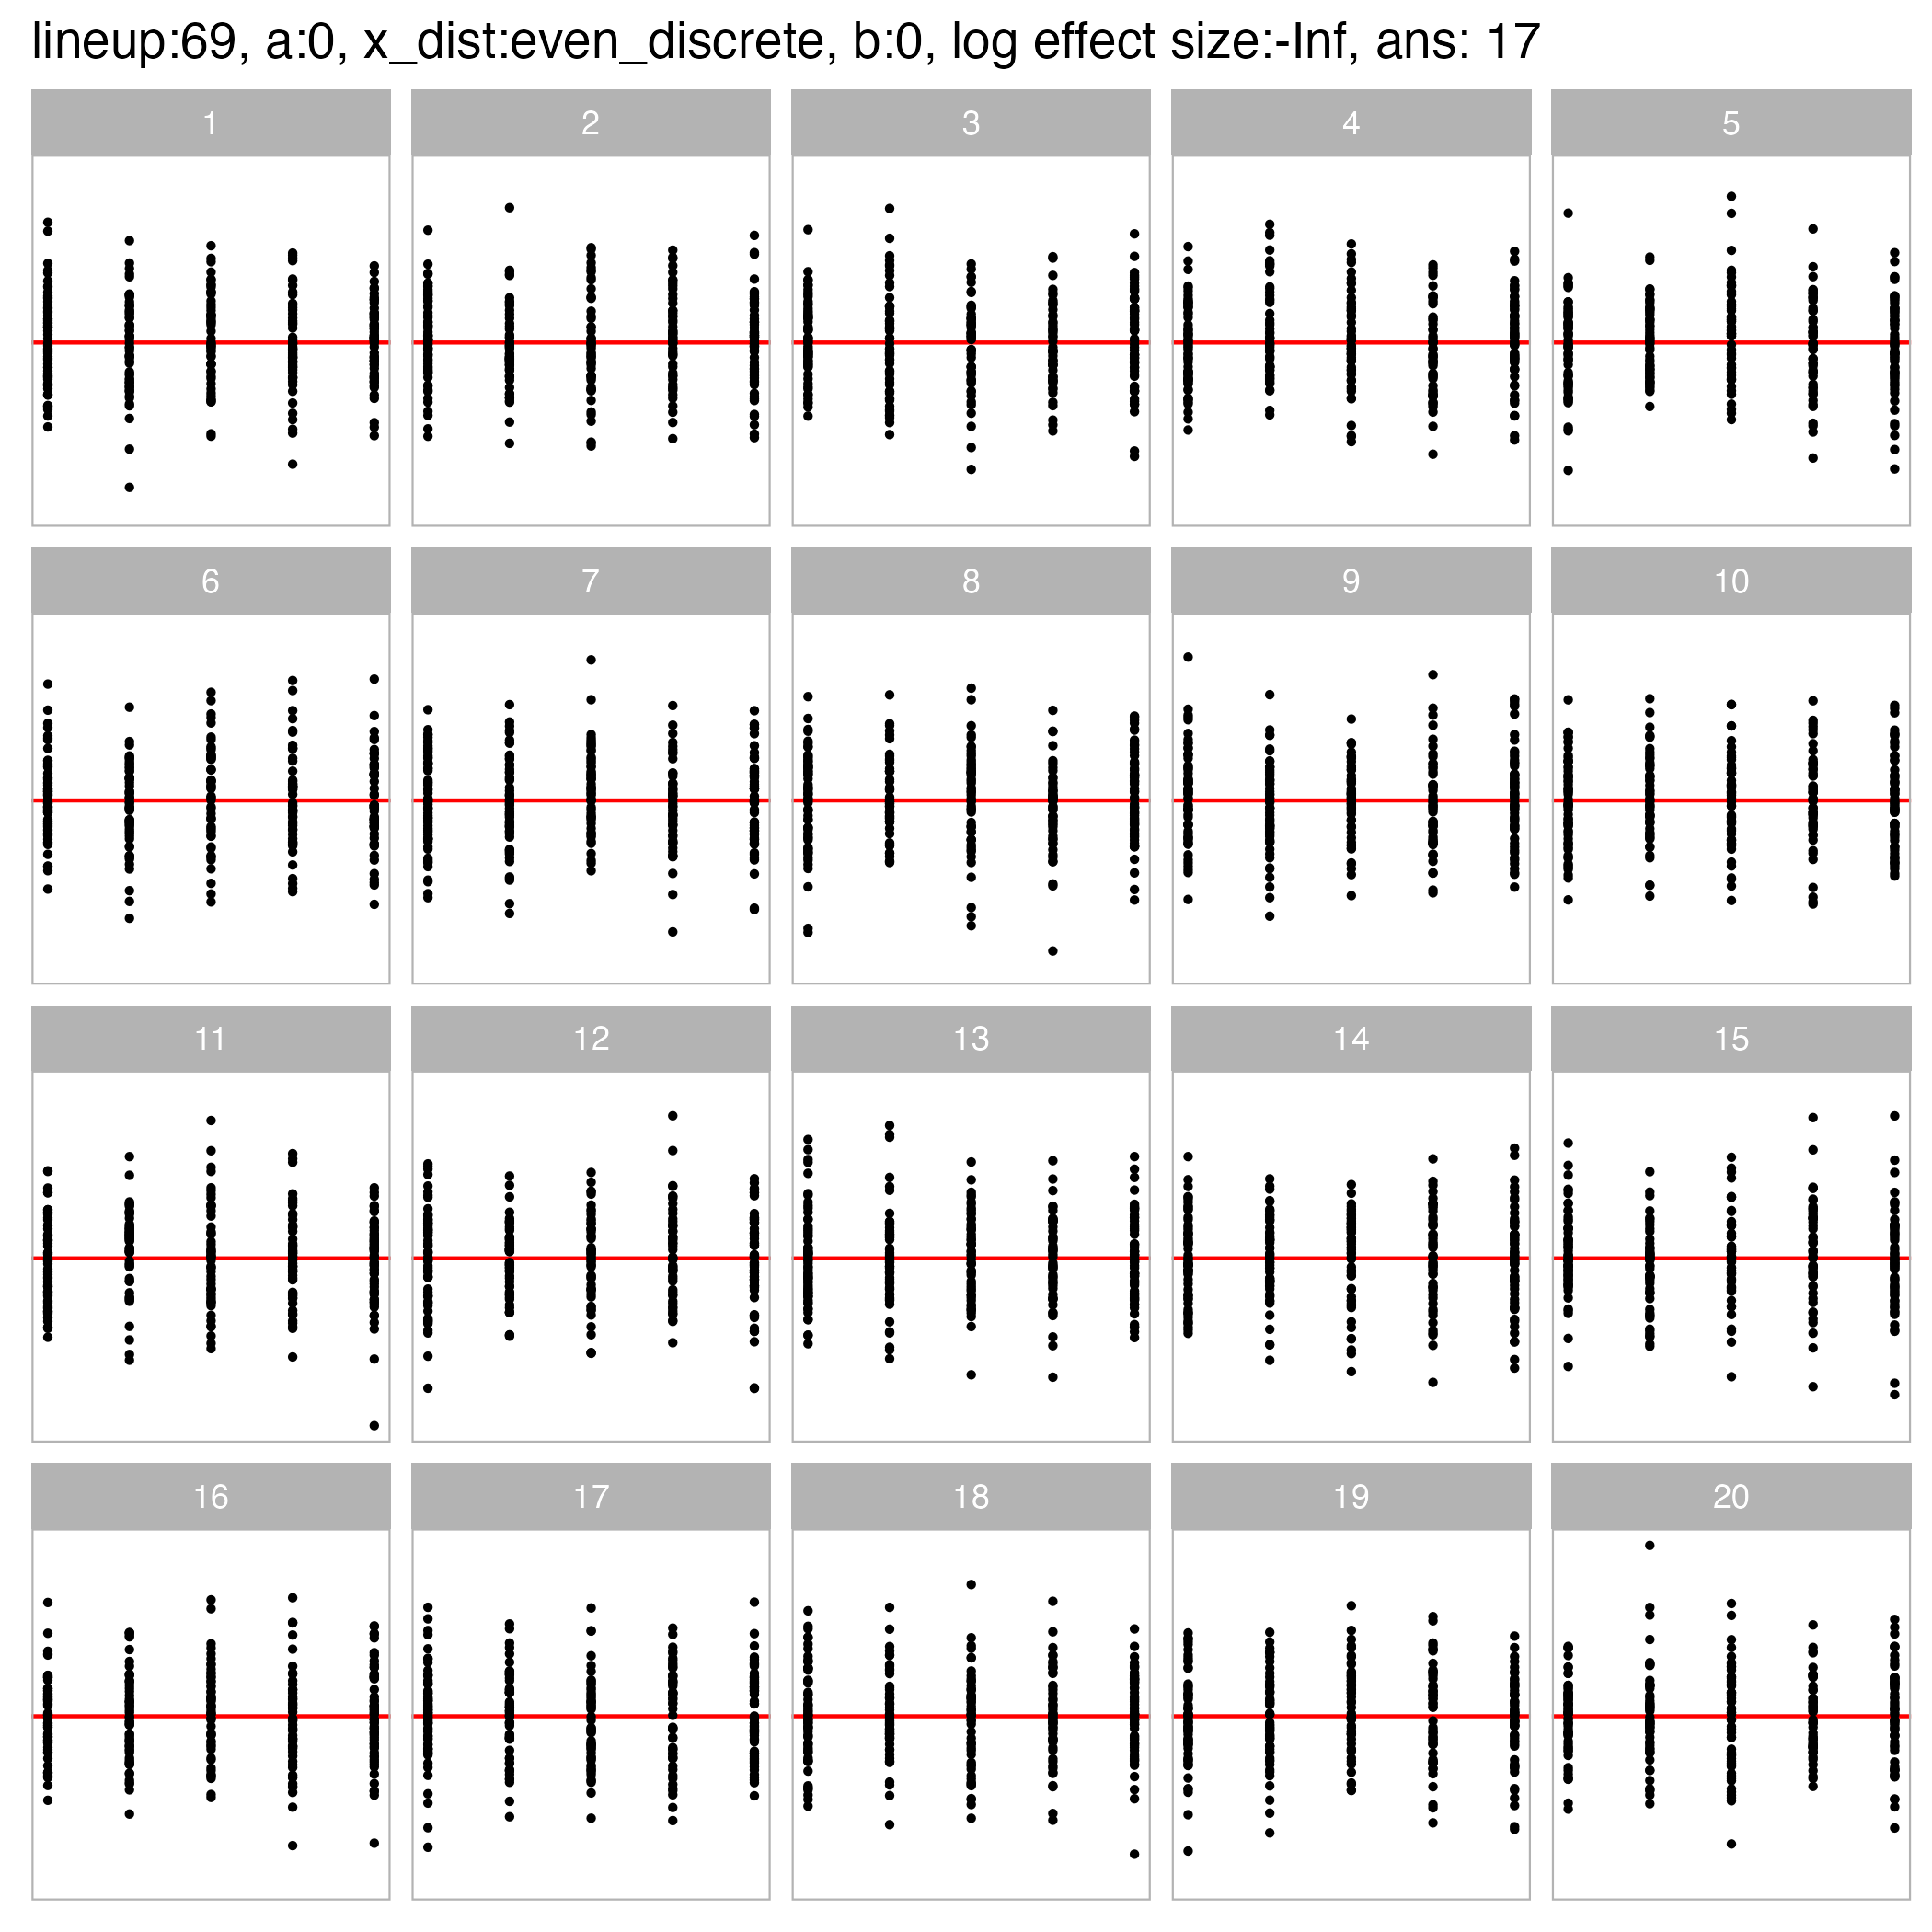 lineup:69, a:0, x_dist:even_discrete, b:0, log effect size:-Inf, ans: 17
1 2 3 4 5
6 7 8 9 10
11 12 13 14 15
16 17 18 19 20